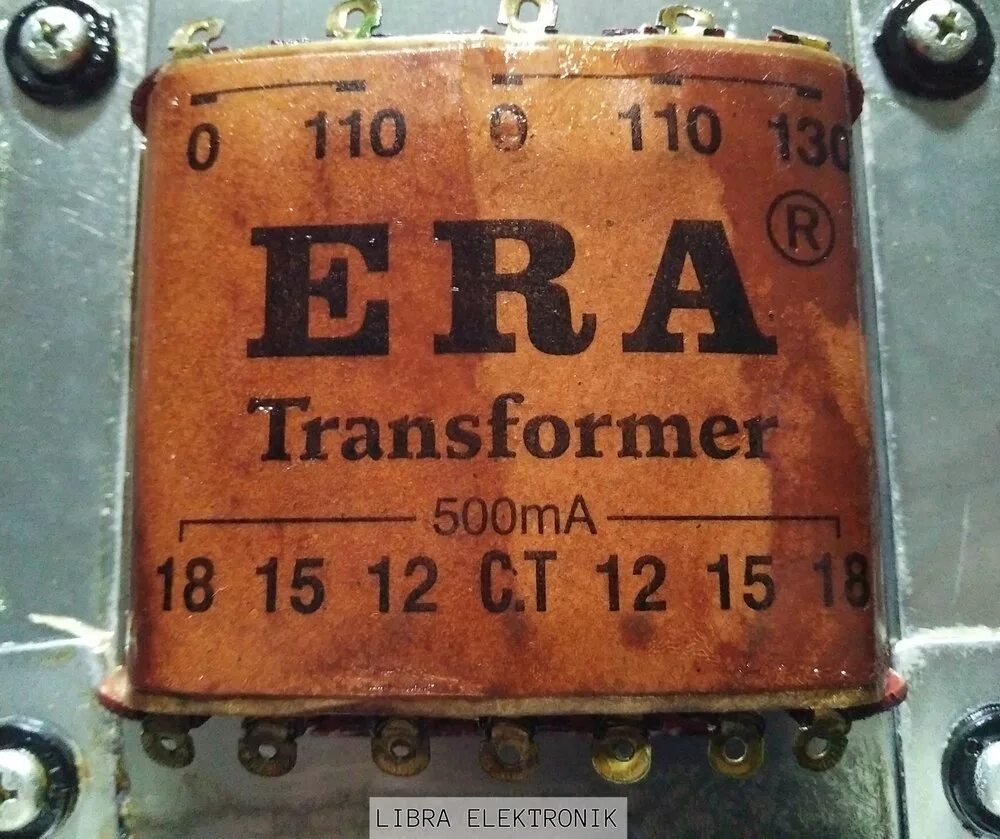 0 110 0 110 130
ERA ®
Transformer
500mA
18 15 12 C.T 12 15 18
LIBRA ELEKTRONIK